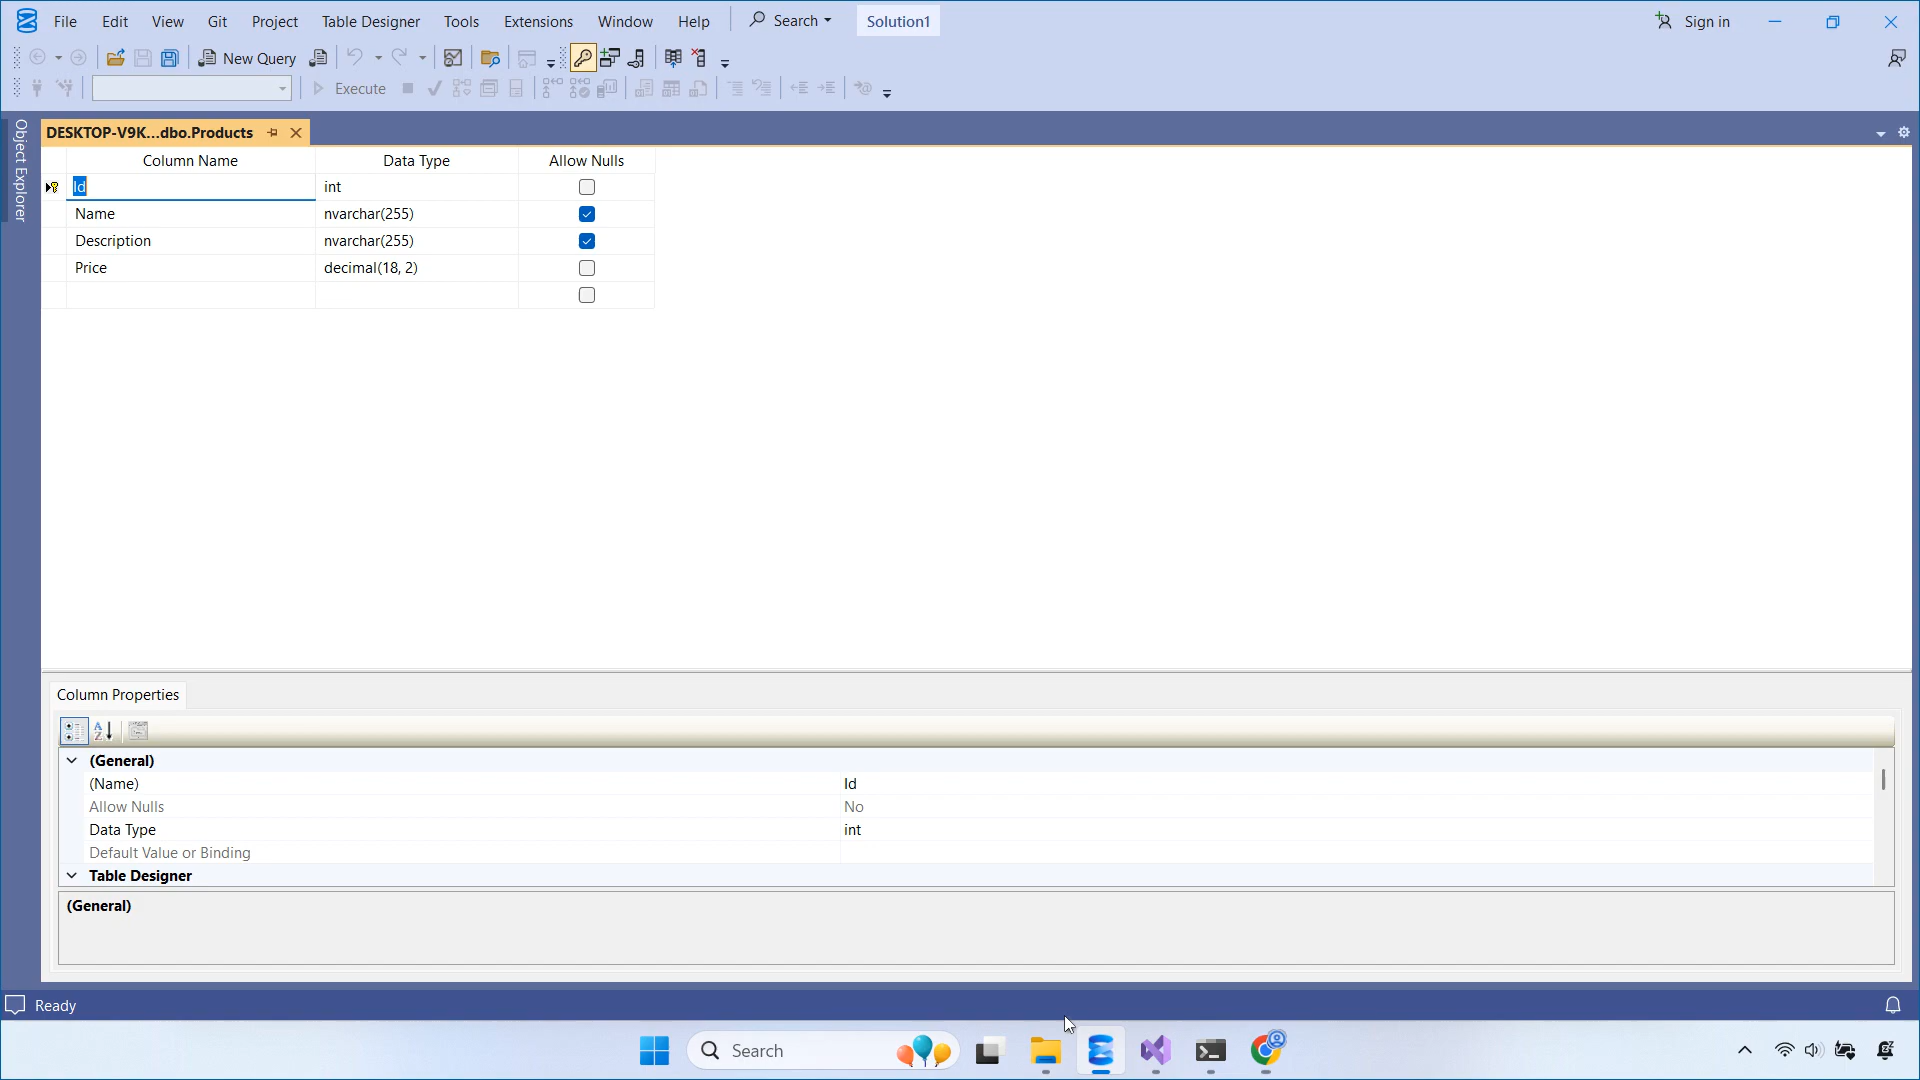 File Edit View Git Project Table Designer Tools Extensions Window Help Search Solution1 Sign in
New Query
Execute
Object Explorer
DESKTOP-V9K...dbo.Products
Column Name Data Type Allow Nulls
Id int
Name nvarchar(255)
Description nvarchar(255)
Price decimal(18, 2)
Column Properties
(General)
(Name) Id
Allow Nulls No
Data Type int
Default Value or Binding
Table Designer
(General)
Ready
Search